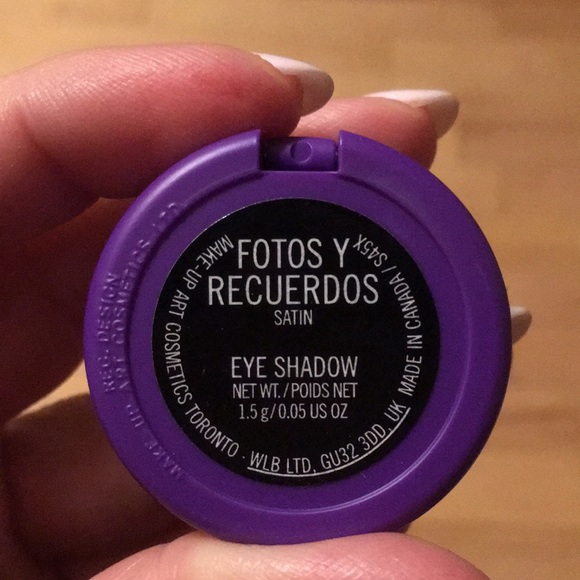 FOTOS Y
RECUERDOS
SATIN
EYE SHADOW
NET WT./POIDS NET
1.5 g/0.05 US OZ
MAKE-UP ART COSMETICS TORONTO · WLB LTD, GU32 3DD, UK MADE IN CANADA / S45X
REG. DESIGN
MAKE UP ART COSMETICS LTD